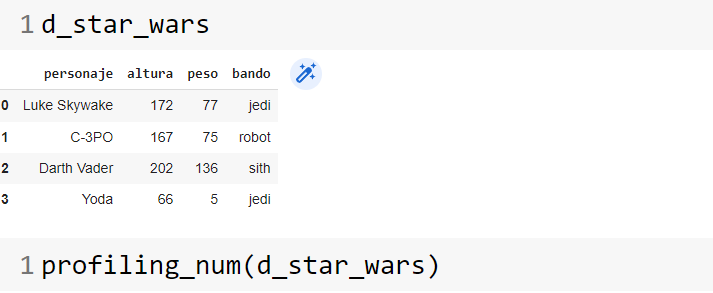 1 d_star_wars
personaje altura peso bando
0 Luke Skywake 172 77 jedi
1 C-3PO 167 75 robot
2 Darth Vader 202 136 sith
3 Yoda 66 5 jedi
1 profiling_num(d_star_wars)